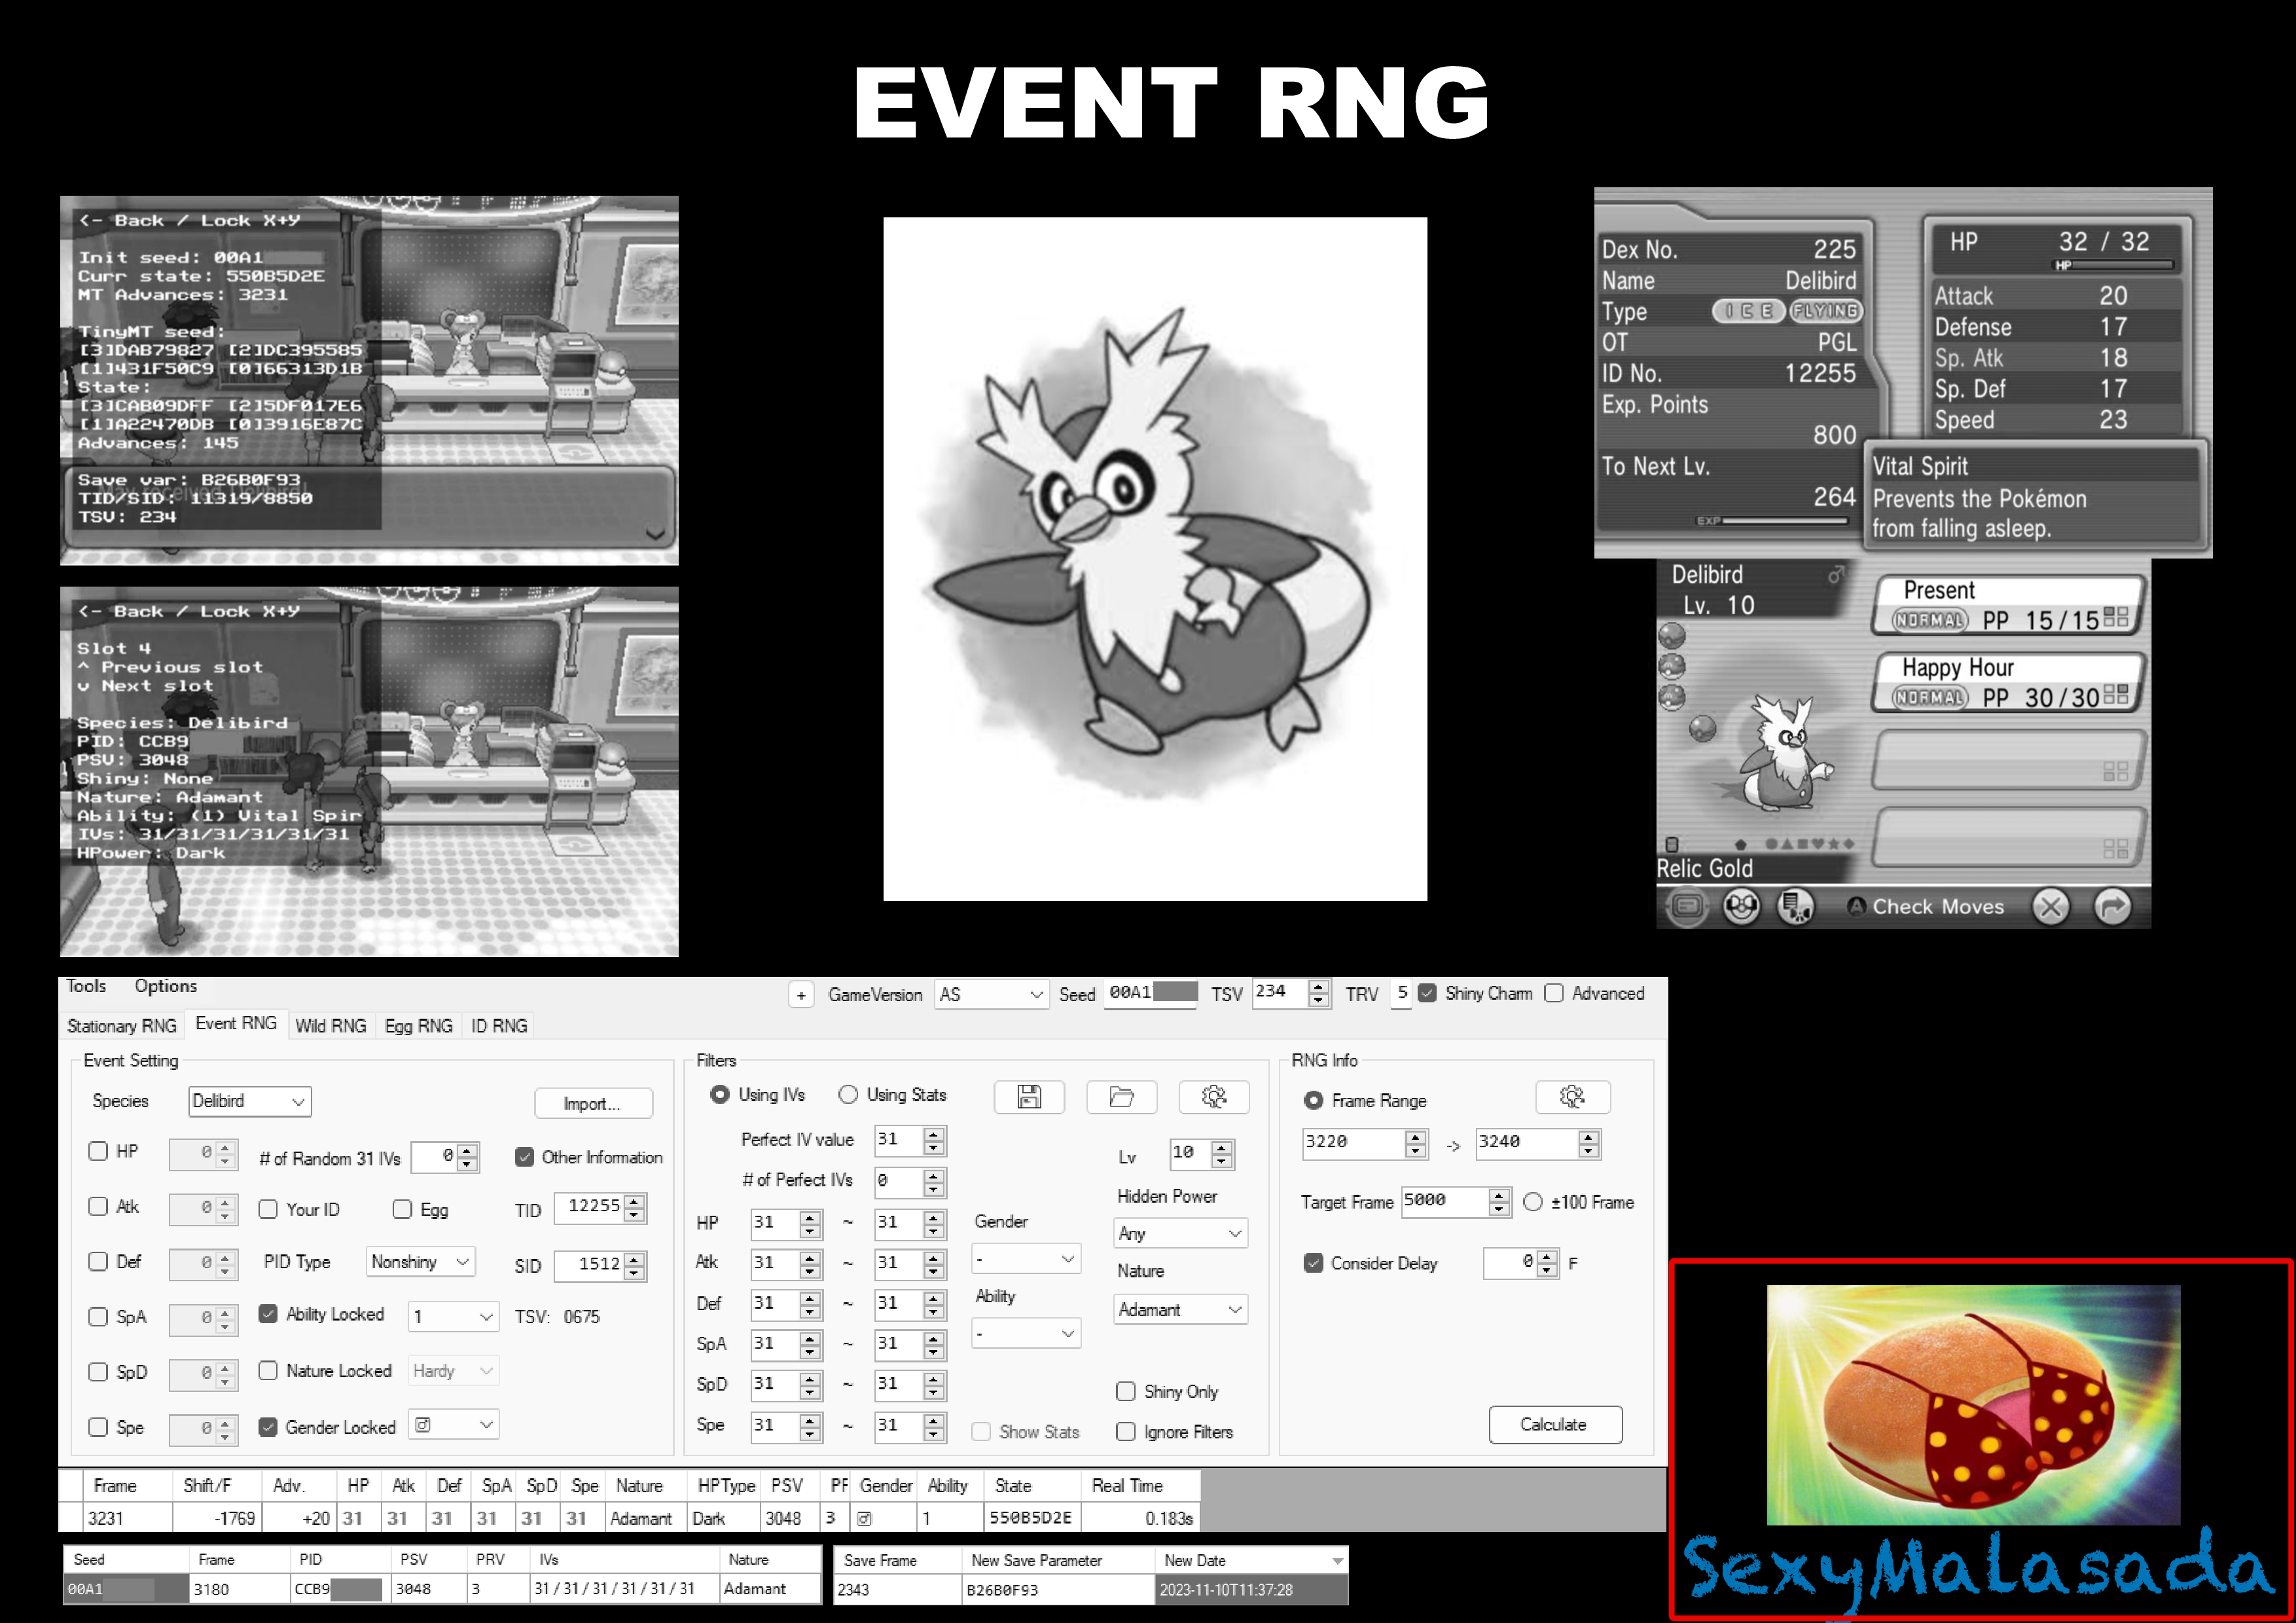 EVENT RNG
<- Back / Lock X+Y
Init seed: 00A1
Curr state: 550B5D2E
MT Advances: 3231
TinyMT seed:
[3]DAB79827 [2]DC395585
[1]431F50C9 [0]66313D1B
State:
[3]CAB09DFF [2]5DF017E6
[1]A22470DB [0]3916E87C
Advances: 145
Save var: B26B0F93
TID/SID: 11319/8850
TSV: 234
<- Back / Lock X+Y
Slot 4
^ Previous slot
v Next slot
Species: Delibird
PID: CCB9
PSV: 3048
Shiny: None
Nature: Adamant
Ability: (1) Vital Spir
IVs: 31/31/31/31/31/31
HPower: Dark
Dex No. 225
Name Delibird
Type ICE FLYING
OT PGL
ID No. 12255
Exp. Points
800
To Next Lv.
264
EXP
HP 32 / 32
HP
Attack 20
Defense 17
Sp. Atk 18
Sp. Def 17
Speed 23
Vital Spirit
Prevents the Pokémon
from falling asleep.
Delibird ♂
Lv. 10
Present
NORMAL PP 15/15
Happy Hour
NORMAL PP 30/30
Relic Gold
A Check Moves
Tools Options
+ GameVersion AS Seed 00A1 TSV 234 TRV 5 Shiny Charm Advanced
Stationary RNG Event RNG Wild RNG Egg RNG ID RNG
Event Setting
Species Delibird Import...
HP 0 # of Random 31 IVs 0 Other Information
Atk 0 Your ID Egg TID 12255
Def 0 PID Type Nonshiny SID 1512
SpA 0 Ability Locked 1 TSV: 0675
SpD 0 Nature Locked Hardy
Spe 0 Gender Locked ♂
Filters
Using IVs Using Stats
Perfect IV value 31
# of Perfect IVs 0
Lv 10
Hidden Power
Any
Nature
Adamant
HP 31 ~ 31
Atk 31 ~ 31
Def 31 ~ 31
SpA 31 ~ 31
SpD 31 ~ 31
Spe 31 ~ 31
Gender
-
Ability
-
Show Stats
Shiny Only
Ignore Filters
RNG Info
Frame Range
3220 -> 3240
Target Frame 5000 ±100 Frame
Consider Delay 0 F
Calculate
Frame Shift/F Adv. HP Atk Def SpA SpD Spe Nature HPType PSV PF Gender Ability State Real Time
3231 -1769 +20 31 31 31 31 31 31 Adamant Dark 3048 3 ♂ 1 550B5D2E 0.183s
Seed Frame PID PSV PRV IVs Nature
00A1 3180 CCB9 3048 3 31 / 31 / 31 / 31 / 31 / 31 Adamant
Save Frame New Save Parameter New Date
2343 B26B0F93 2023-11-10T11:37:28
SexyMalasada